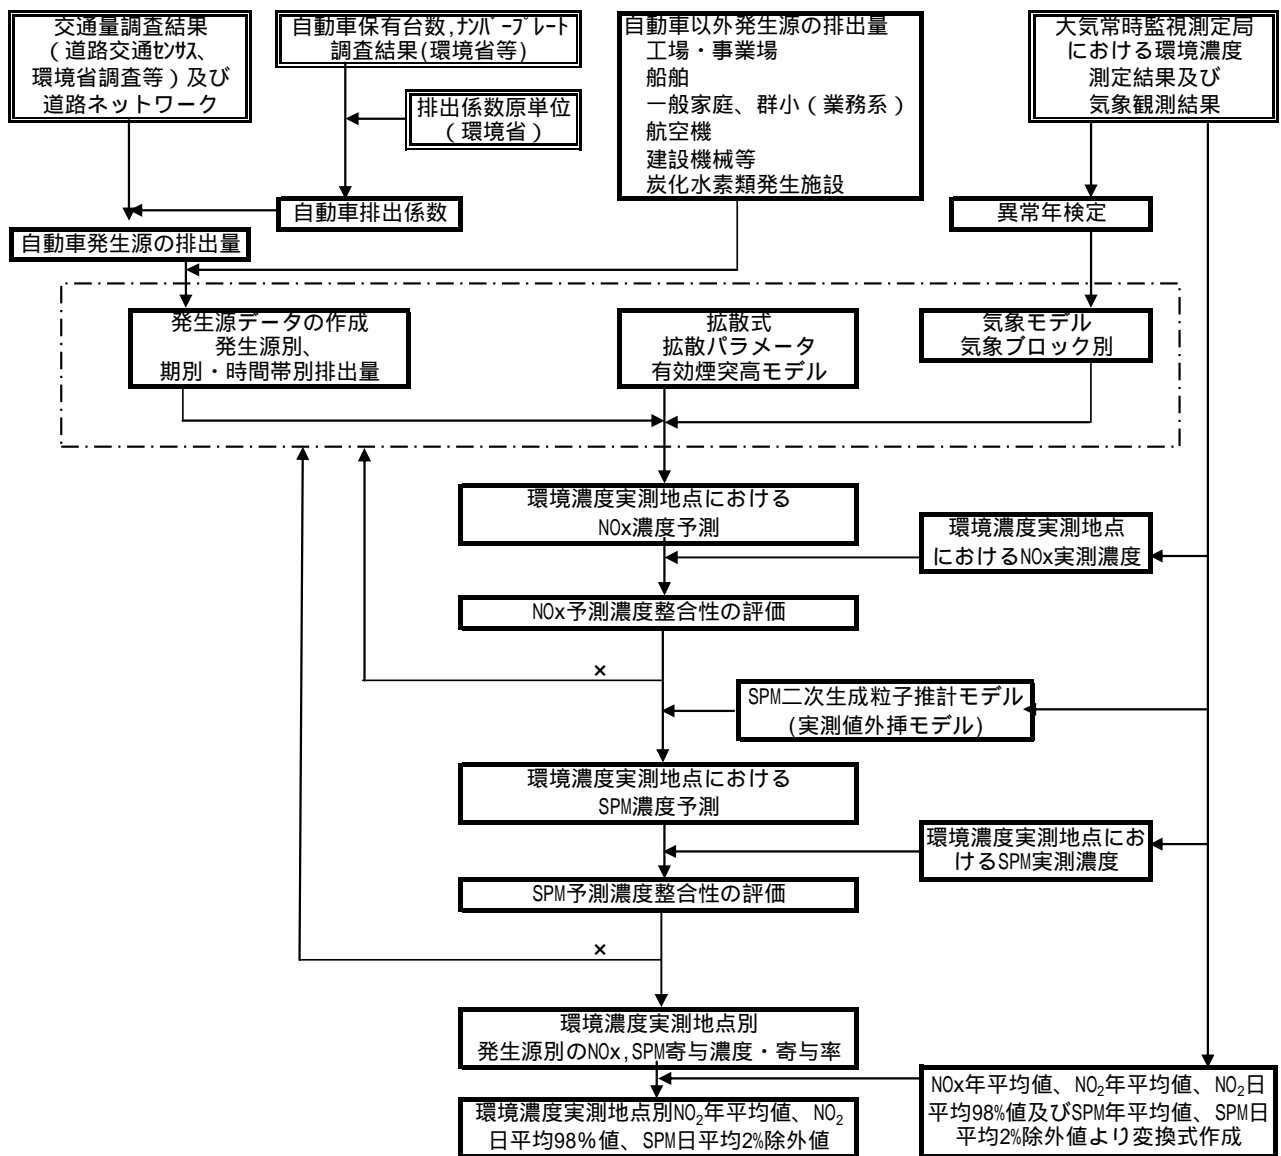 交通量調査結果
（道路交通ｾﾝｻｽ、
環境省調査等）及び
道路ネットワーク
自動車保有台数,ﾅﾝﾊﾞｰﾌﾟﾚｰﾄ
調査結果(環境省等)
排出係数原単位
（環境省）
自動車以外発生源の排出量
工場・事業場
船舶
一般家庭、群小（業務系）
航空機
建設機械等
炭化水素類発生施設
大気常時監視測定局
における環境濃度
測定結果及び
気象観測結果
自動車排出係数
異常年検定
自動車発生源の排出量
発生源データの作成
発生源別、
期別・時間帯別排出量
拡散式
拡散パラメータ
有効煙突高モデル
気象モデル
気象ブロック別
環境濃度実測地点における
NOx濃度予測
環境濃度実測地点
におけるNOx実測濃度
NOx予測濃度整合性の評価
×
SPM二次生成粒子推計モデル
(実測値外挿モデル)
環境濃度実測地点における
SPM濃度予測
環境濃度実測地点にお
けるSPM実測濃度
SPM予測濃度整合性の評価
×
環境濃度実測地点別
発生源別のNOx,SPM寄与濃度・寄与率
NOx年平均値、NO₂年平均値、NO₂日
平均98%値及びSPM年平均値、SPM日
平均2%除外値より変換式作成
環境濃度実測地点別NO₂年平均値、NO₂
日平均98％値、SPM日平均2%除外値